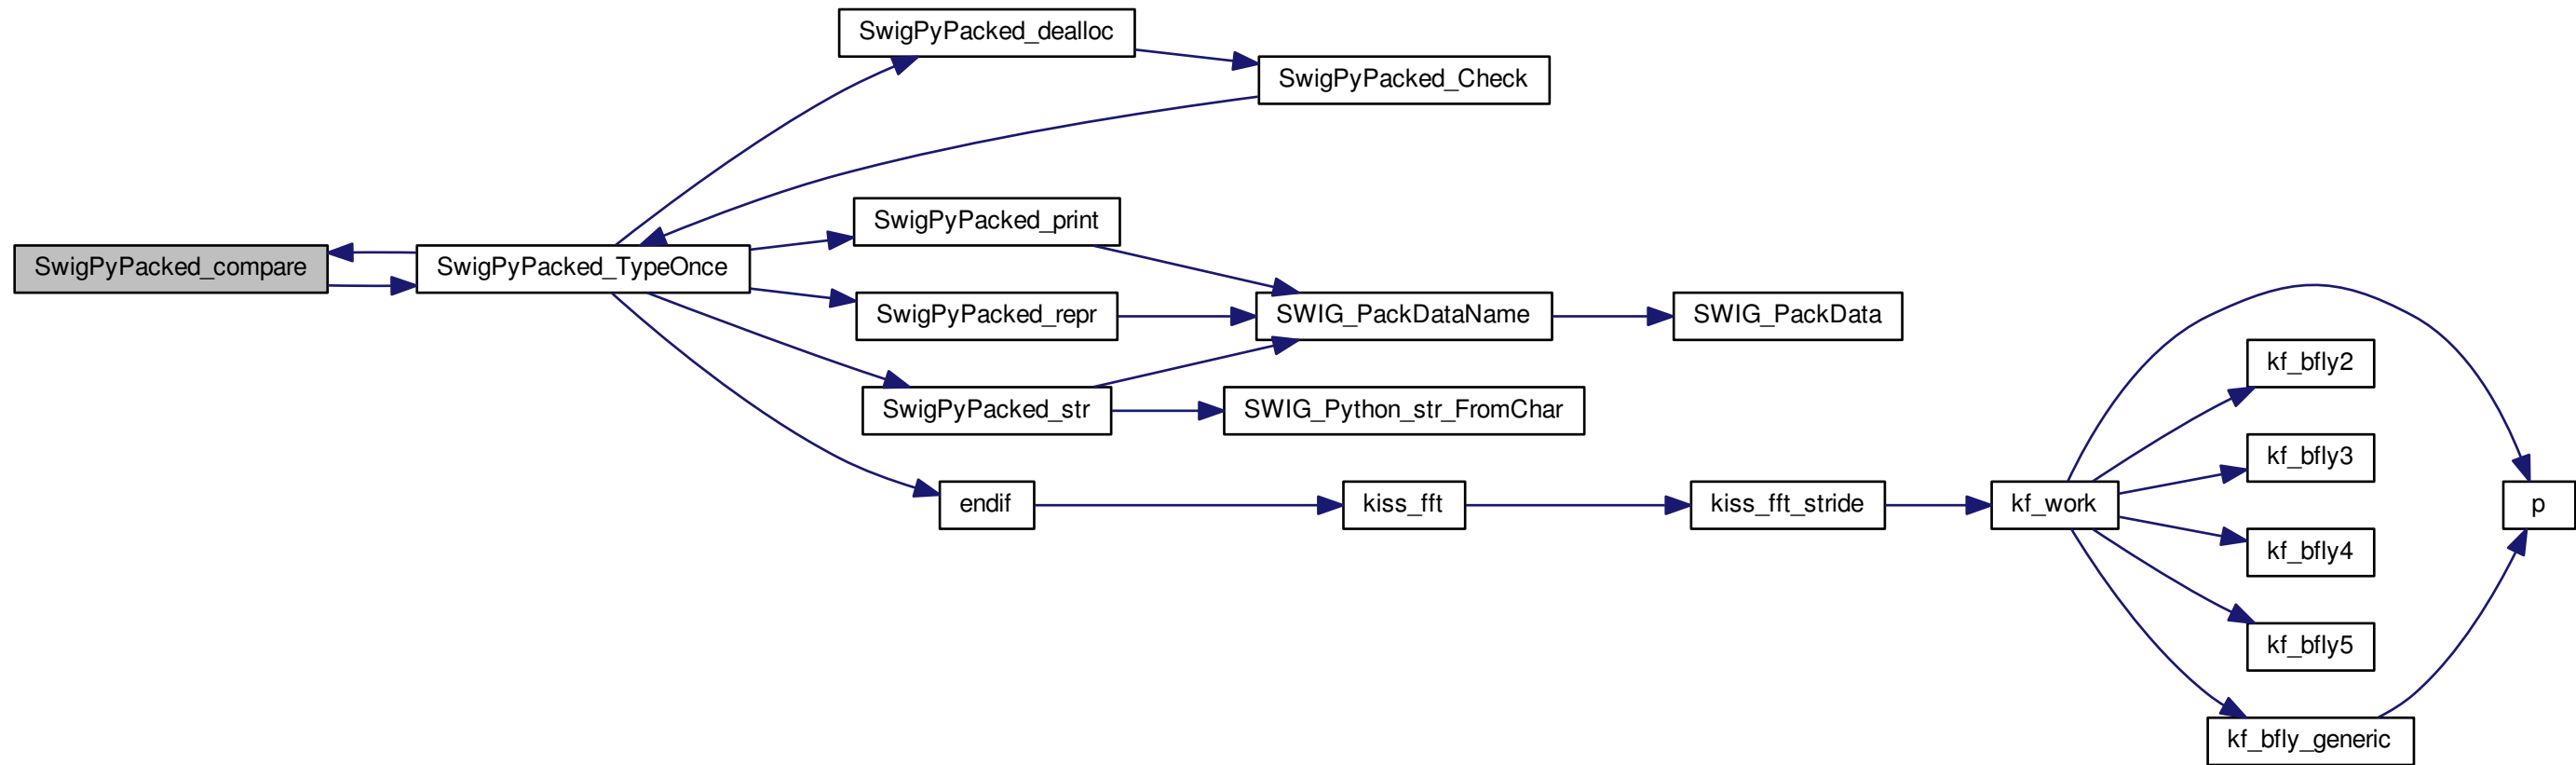 SwigPyPacked_dealloc
SwigPyPacked_Check
SwigPyPacked_print
SwigPyPacked_compare
SwigPyPacked_TypeOnce
SwigPyPacked_repr
SWIG_PackDataName
SWIG_PackData
kf_bfly2
SwigPyPacked_str
SWIG_Python_str_FromChar
kf_bfly3
endif
kiss_fft
kiss_fft_stride
kf_work
p
kf_bfly4
kf_bfly5
kf_bfly_generic